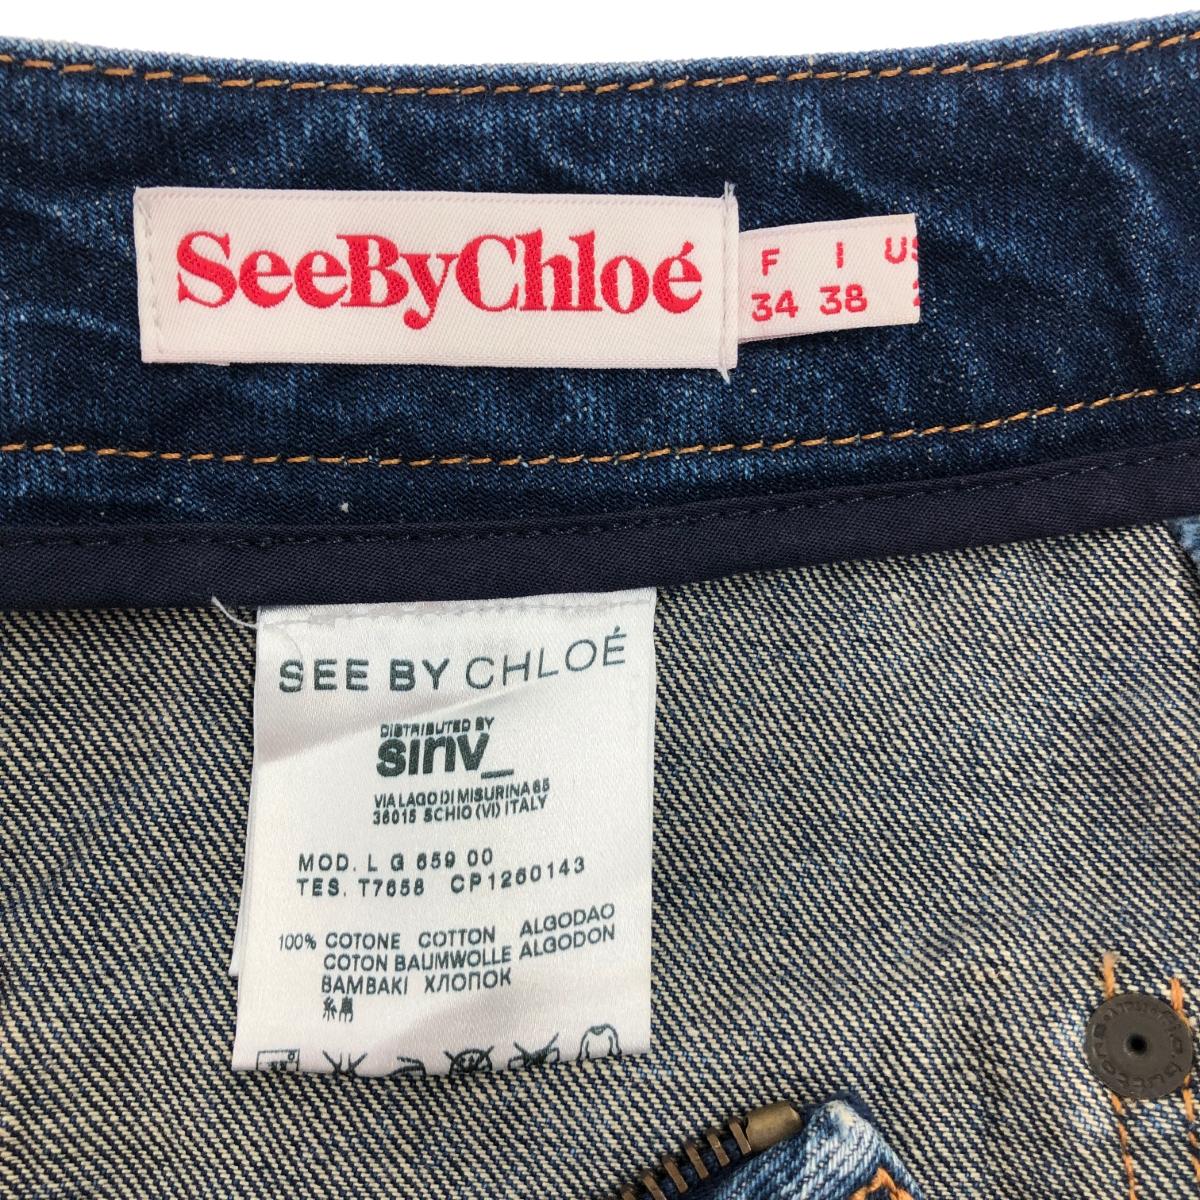 SeeByChloé
F I US
34 38
SEE BY CHLOÉ
DISTRIBUTED BY
sinv_
VIA LAGO DI MISURINA 65
36015 SCHIO (VI) ITALY
MOD. L G 659 00
TES. T7658 CP1260143
100% COTONE COTTON ALGODAO
COTON BAUMWOLLE ALGODON
BAMBAKI ХЛОПОК